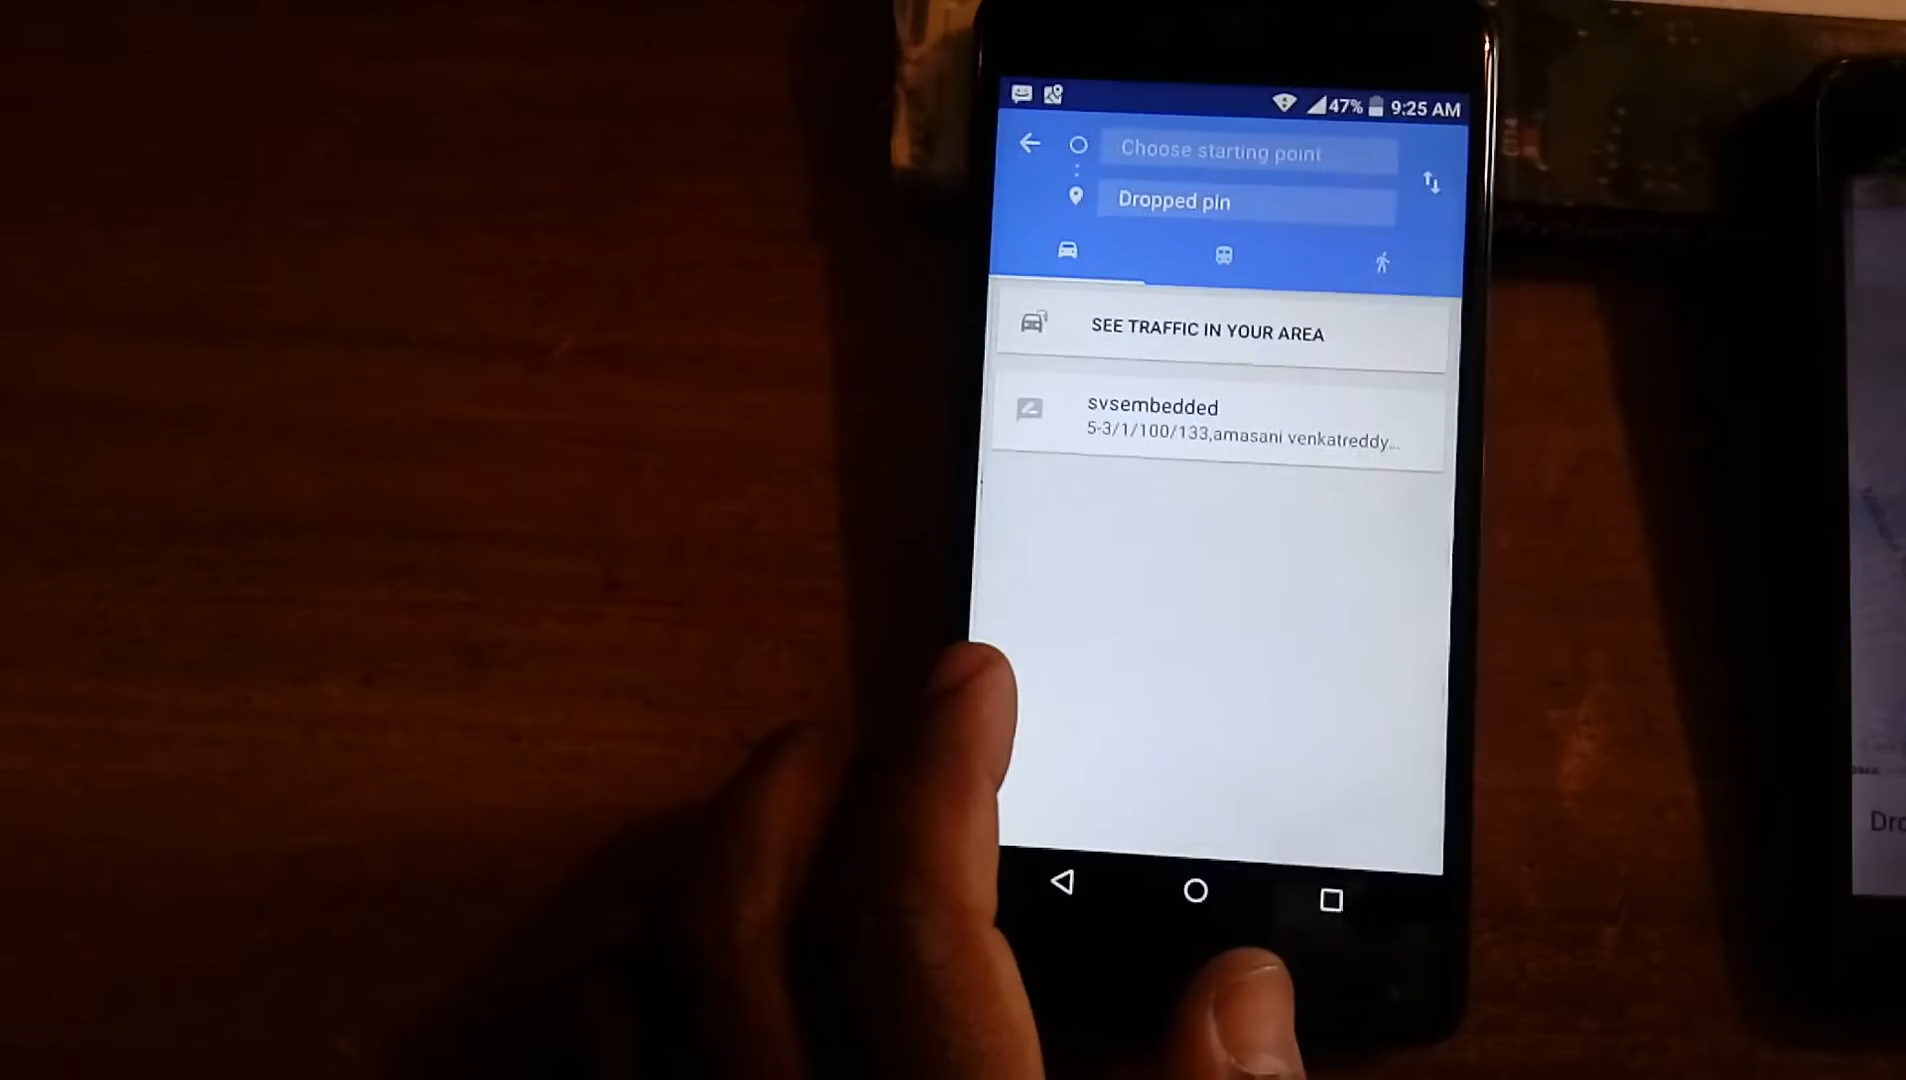 47% 9:25 AM
Choose starting point
Dropped pin
SEE TRAFFIC IN YOUR AREA
svsembedded
5-3/1/100/133,amasani venkatreddy...
Dro